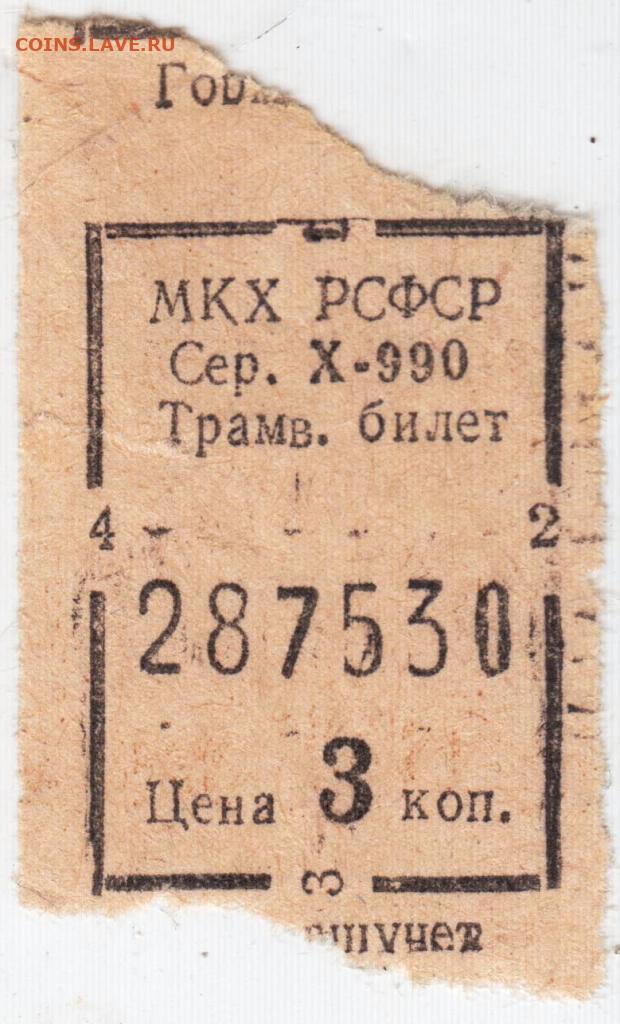 COINS.LAVE.RU
МКХ РСФСР
Сер. Х-990
Трамв. билет
4 2
287530
Цена 3 коп.
3